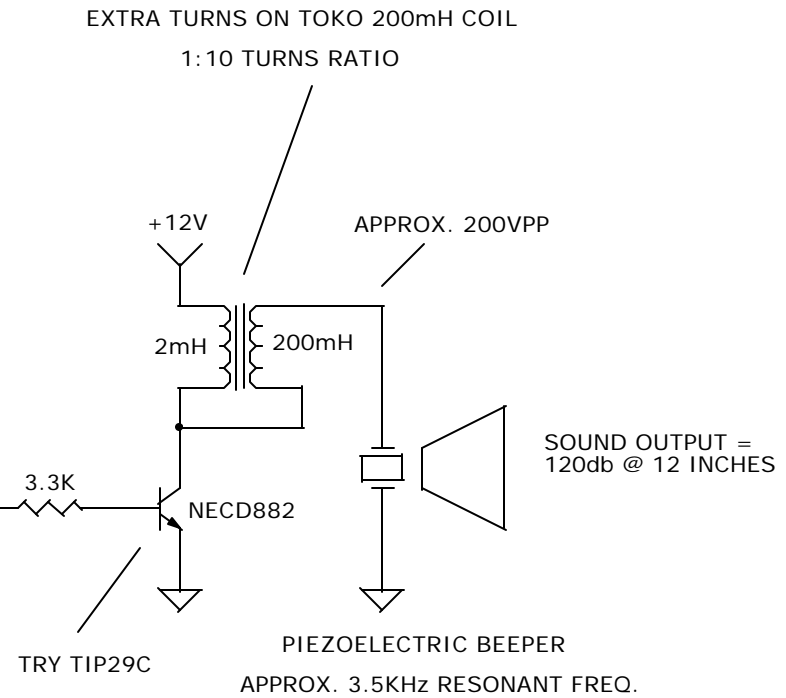 EXTRA TURNS ON TOKO 200mH COIL
1:10 TURNS RATIO
+12V
APPROX. 200VPP
2mH
200mH
SOUND OUTPUT =
120db @ 12 INCHES
3.3K
NECD882
TRY TIP29C
PIEZOELECTRIC BEEPER
APPROX. 3.5KHz RESONANT FREQ.